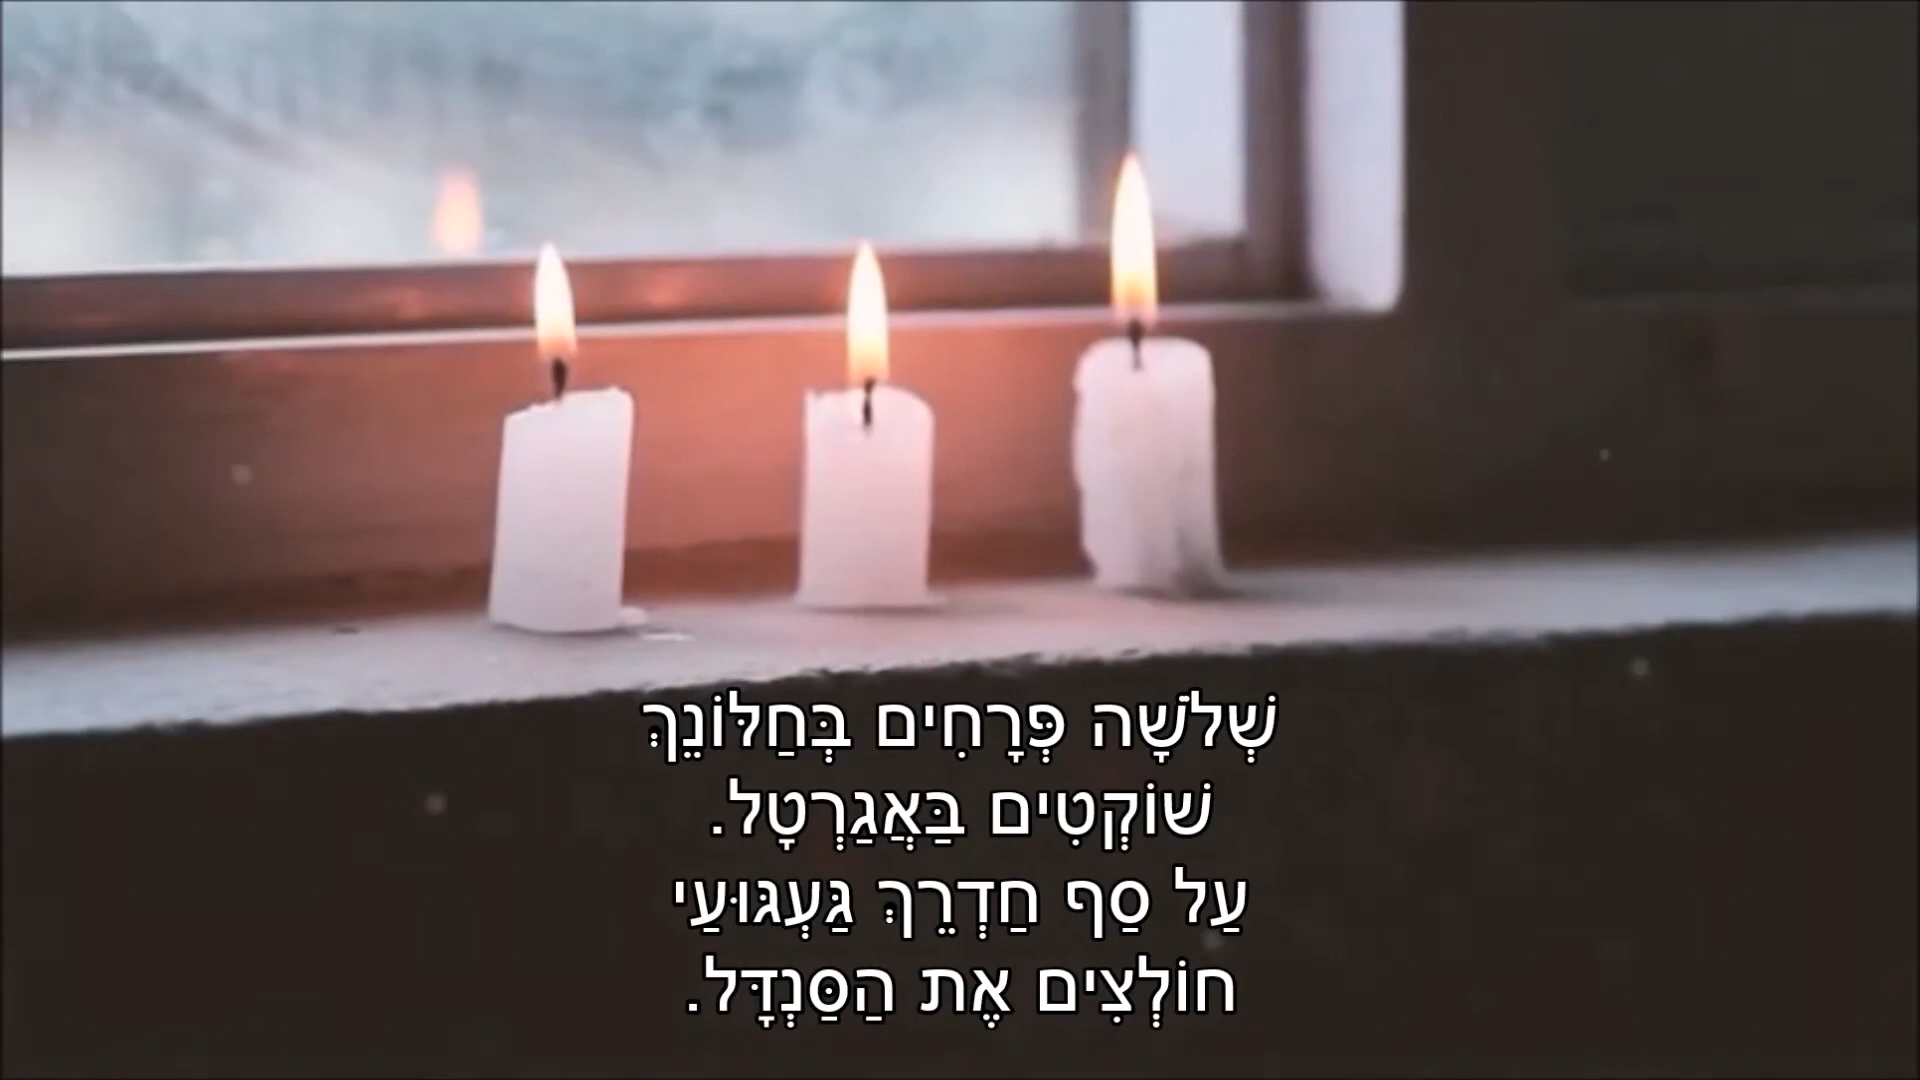 שְׁלֹשָׁה פְּרָחִים בְּחַלּוֹנֵךְ
שׁוֹקְטִים בַּאֲגַרְטָל.
עַל סַף חַדְרֵךְ גַּעְגּוּעַי
חוֹלְצִים אֶת הַסַּנְדָּל.